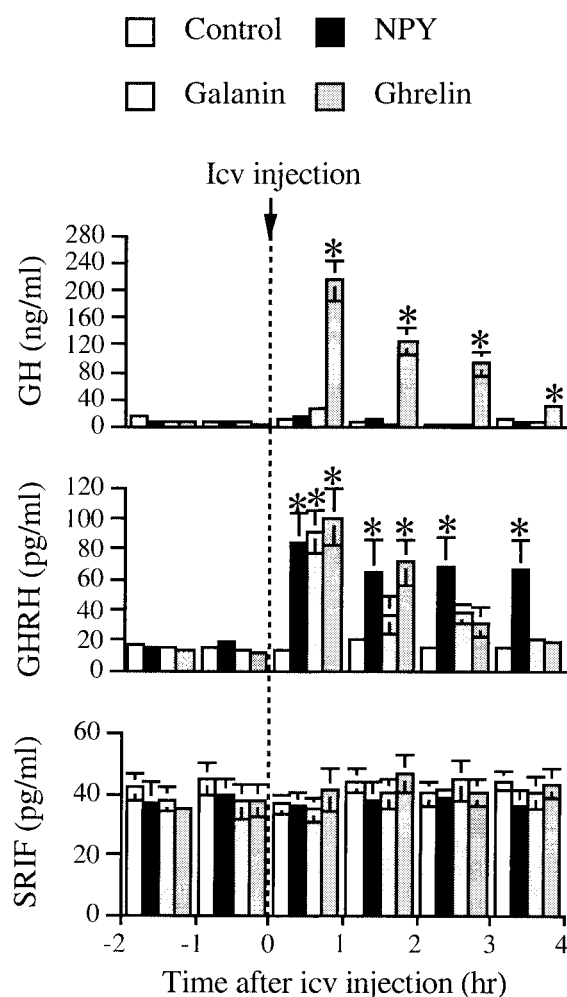 Control NPY
Galanin Ghrelin
Icv injection
GH (ng/ml)
280
240
200
160
120
80
40
0
*
*
*
*
GHRH (pg/ml)
120
100
80
60
40
20
0
* * *
* *
*
*
SRIF (pg/ml)
60
40
20
0
-2 -1 0 1 2 3 4
Time after icv injection (hr)